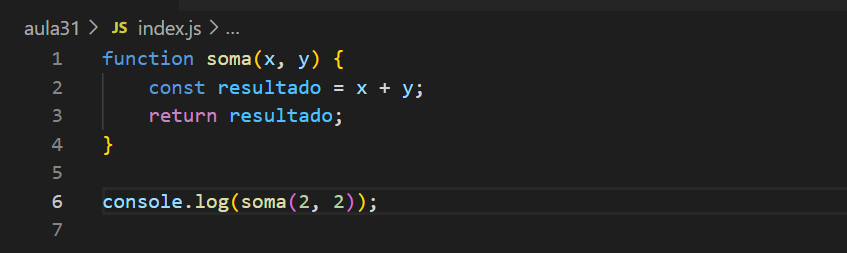 aula31 > JS index.js > ...
1 function soma(x, y) {
2     const resultado = x + y;
3     return resultado;
4 }
5
6 console.log(soma(2, 2));
7